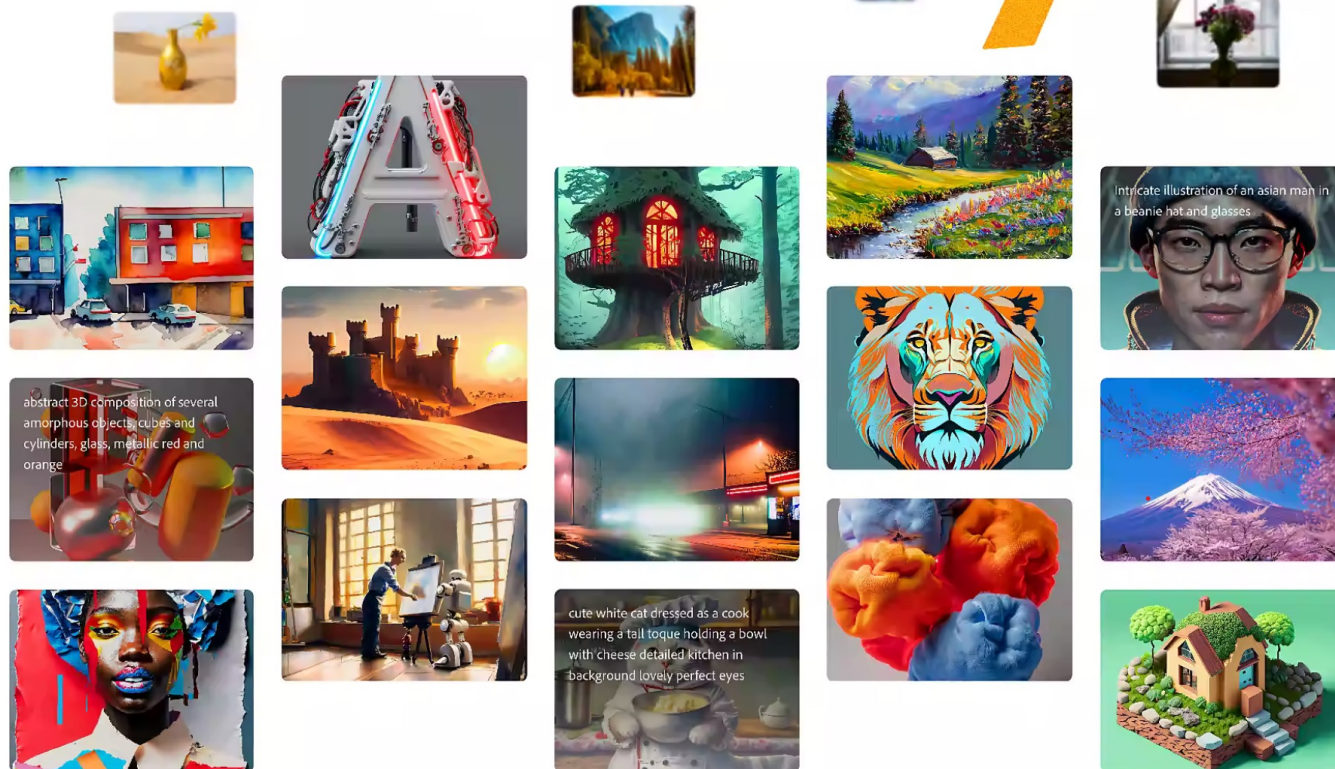 Intricate illustration of an asian man in
a beanie hat and glasses
abstract 3D composition of several
amorphous objects, cubes and
cylinders, glass, metallic red and
orange
cute white cat dressed as a cook
wearing a tall toque holding a bowl
with cheese detailed kitchen in
background lovely perfect eyes